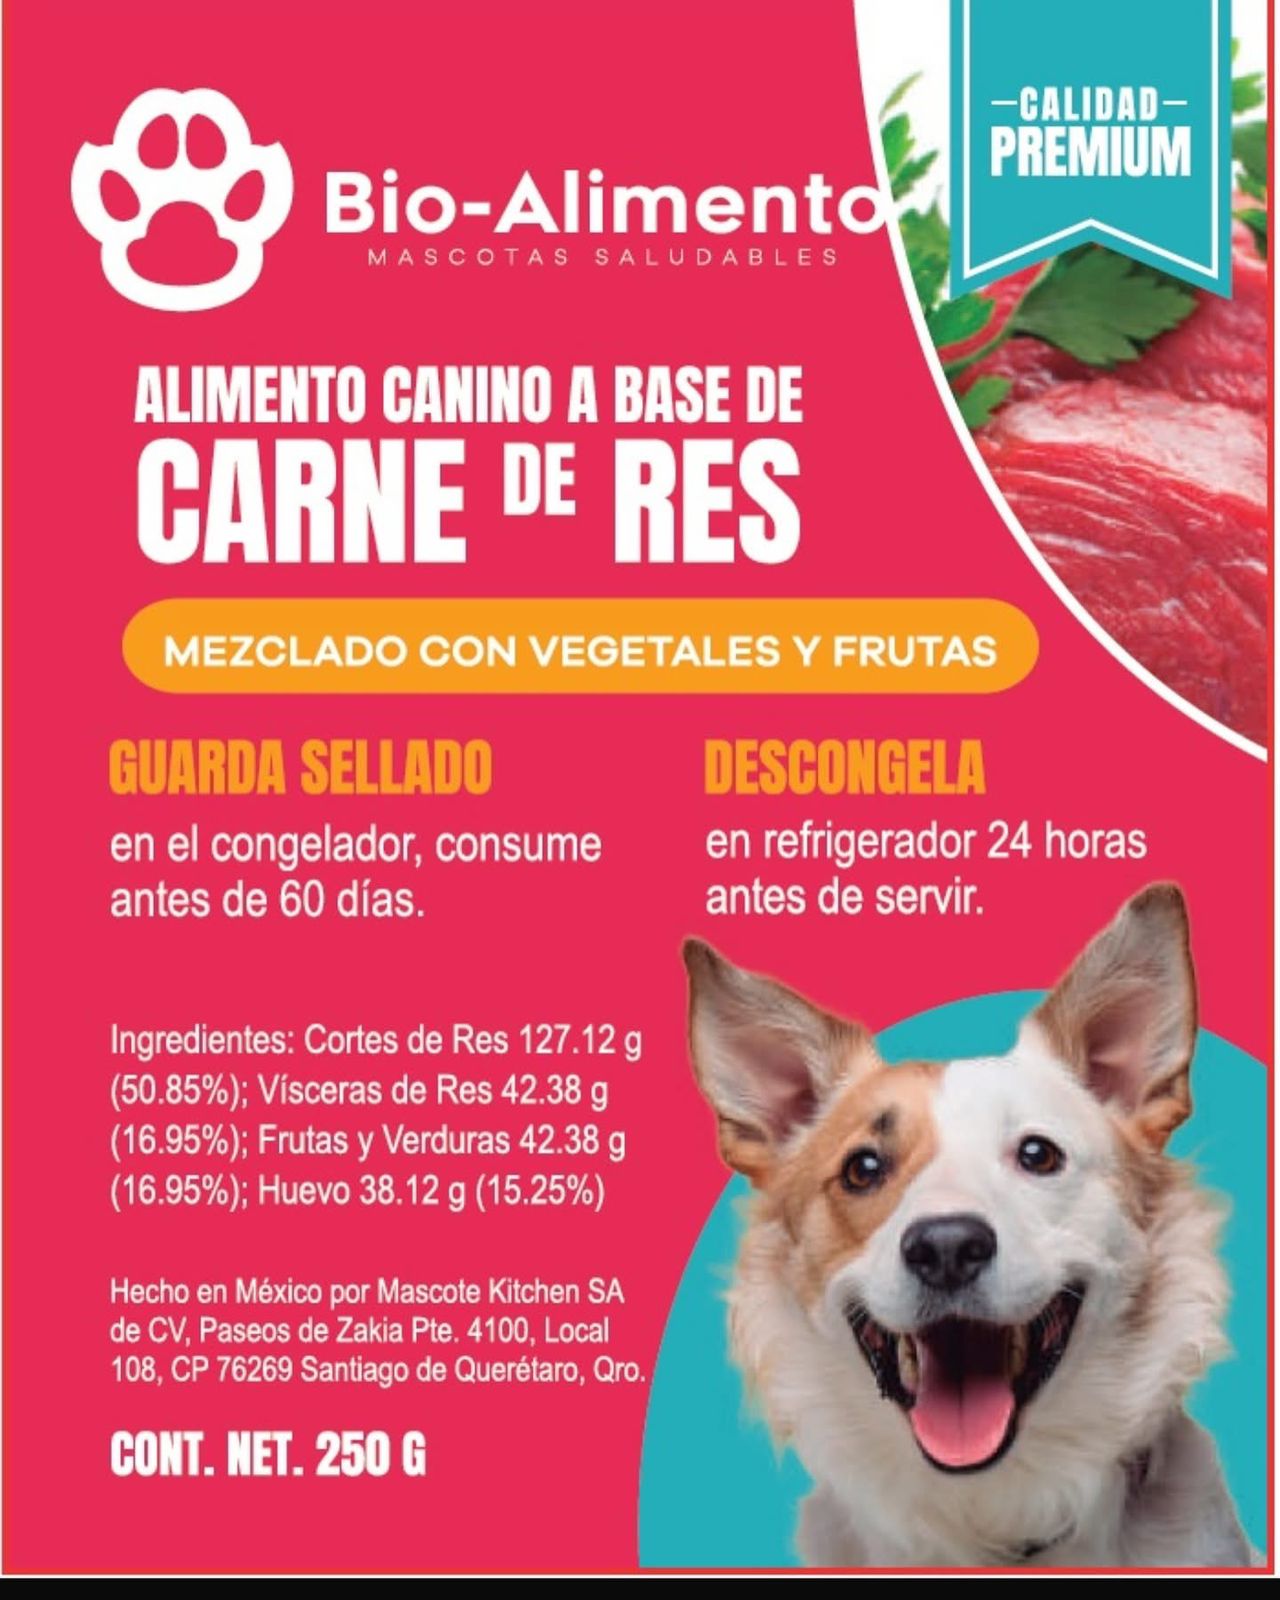 CALIDAD
PREMIUM
Bio-Alimento
MASCOTAS SALUDABLES
ALIMENTO CANINO A BASE DE
CARNE DE RES
MEZCLADO CON VEGETALES Y FRUTAS
GUARDA SELLADO
en el congelador, consume
antes de 60 días.
DESCONGELA
en refrigerador 24 horas
antes de servir.
Ingredientes: Cortes de Res 127.12 g
(50.85%); Vísceras de Res 42.38 g
(16.95%); Frutas y Verduras 42.38 g
(16.95%); Huevo 38.12 g (15.25%)
Hecho en México por Mascote Kitchen SA
de CV, Paseos de Zakia Pte. 4100, Local
108, CP 76269 Santiago de Querétaro, Qro.
CONT. NET. 250 G